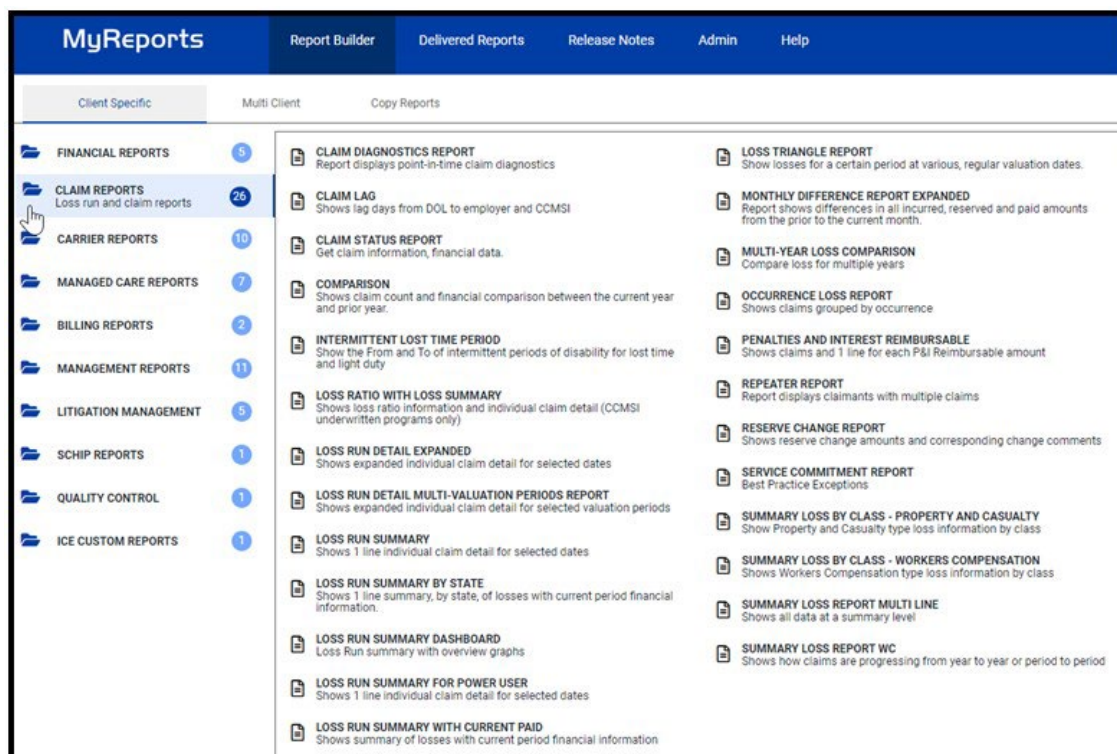 MyReports
Report Builder
Delivered Reports
Release Notes
Admin
Help
Client Specific
Multi Client
Copy Reports
FINANCIAL REPORTS 5
CLAIM REPORTS 26
Loss run and claim reports
CARRIER REPORTS 10
MANAGED CARE REPORTS 7
BILLING REPORTS 2
MANAGEMENT REPORTS 11
LITIGATION MANAGEMENT 5
SCHIP REPORTS 1
QUALITY CONTROL 1
ICE CUSTOM REPORTS 1
CLAIM DIAGNOSTICS REPORT
Report displays point-in-time claim diagnostics
CLAIM LAG
Shows lag days from DOL to employer and CCMSI
CLAIM STATUS REPORT
Get claim information, financial data.
COMPARISON
Shows claim count and financial comparison between the current year
and prior year.
INTERMITTENT LOST TIME PERIOD
Show the From and To of intermittent periods of disability for lost time
and light duty
LOSS RATIO WITH LOSS SUMMARY
Shows loss ratio information and individual claim detail (CCMSI
underwritten programs only)
LOSS RUN DETAIL EXPANDED
Shows expanded individual claim detail for selected dates
LOSS RUN DETAIL MULTI-VALUATION PERIODS REPORT
Shows expanded individual claim detail for selected valuation periods
LOSS RUN SUMMARY
Shows 1 line individual claim detail for selected dates
LOSS RUN SUMMARY BY STATE
Shows 1 line summary, by state, of losses with current period financial
information.
LOSS RUN SUMMARY DASHBOARD
Loss Run summary with overview graphs
LOSS RUN SUMMARY FOR POWER USER
Shows 1 line individual claim detail for selected dates
LOSS RUN SUMMARY WITH CURRENT PAID
Shows summary of losses with current period financial information
LOSS TRIANGLE REPORT
Show losses for a certain period at various, regular valuation dates.
MONTHLY DIFFERENCE REPORT EXPANDED
Report shows differences in all incurred, reserved and paid amounts
from the prior to the current month.
MULTI-YEAR LOSS COMPARISON
Compare loss for multiple years
OCCURRENCE LOSS REPORT
Shows claims grouped by occurrence
PENALTIES AND INTEREST REIMBURSABLE
Shows claims and 1 line for each P&I Reimbursable amount
REPEATER REPORT
Report displays claimants with multiple claims
RESERVE CHANGE REPORT
Shows reserve change amounts and corresponding change comments
SERVICE COMMITMENT REPORT
Best Practice Exceptions
SUMMARY LOSS BY CLASS - PROPERTY AND CASUALTY
Show Property and Casualty type loss information by class
SUMMARY LOSS BY CLASS - WORKERS COMPENSATION
Shows Workers Compensation type loss information by class
SUMMARY LOSS REPORT MULTI LINE
Shows all data at a summary level
SUMMARY LOSS REPORT WC
Shows how claims are progressing from year to year or period to period